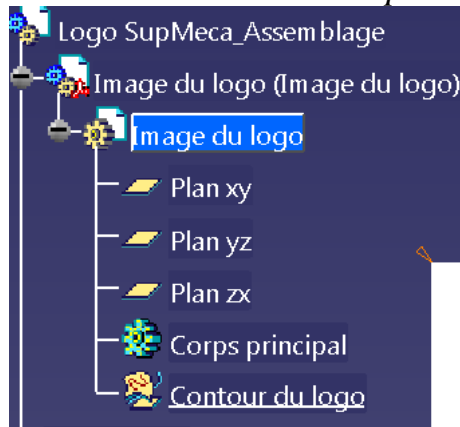 Logo SupMeca_Assemblage
Image du logo (Image du logo)
Image du logo
Plan xy
Plan yz
Plan zx
Corps principal
Contour du logo